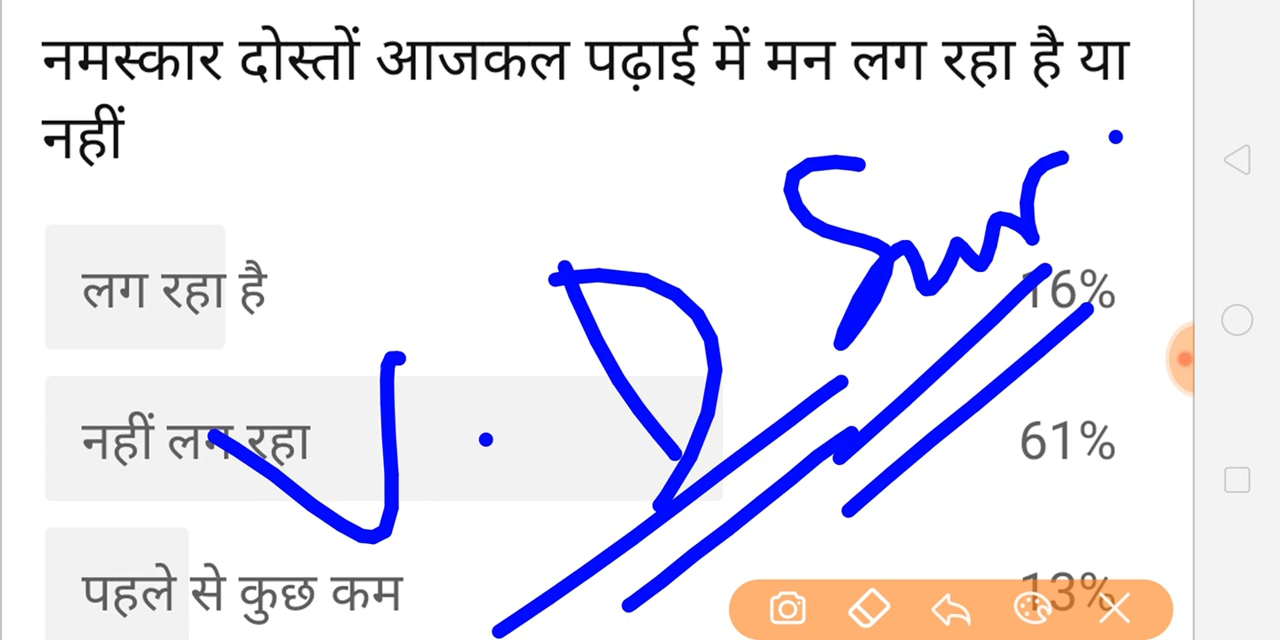 नमस्कार दोस्तों आजकल पढ़ाई में मन लग रहा है या
नहीं
लग रहा है 16%
नहीं लग रहा 61%
पहले से कुछ कम 13%
V. D